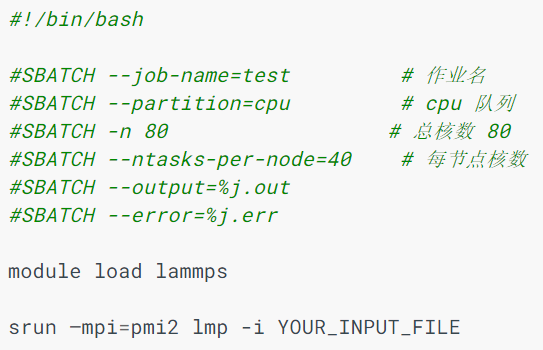 #!/bin/bash
#SBATCH --job-name=test # 作业名
#SBATCH --partition=cpu # cpu 队列
#SBATCH -n 80 # 总核数 80
#SBATCH --ntasks-per-node=40 # 每节点核数
#SBATCH --output=%j.out
#SBATCH --error=%j.err
module load lammps
srun –mpi=pmi2 lmp -i YOUR_INPUT_FILE